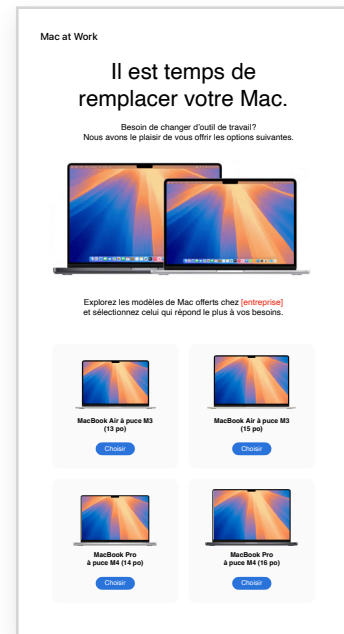 Mac at Work
Il est temps de
remplacer votre Mac.
Besoin de changer d'outil de travail?
Nous avons le plaisir de vous offrir les options suivantes.
Explorez les modèles de Mac offerts chez [entreprise]
et sélectionnez celui qui répond le plus à vos besoins.
MacBook Air à puce M3
(13 po)
Choisir
MacBook Air à puce M3
(15 po)
Choisir
MacBook Pro
à puce M4 (14 po)
Choisir
MacBook Pro
à puce M4 (16 po)
Choisir